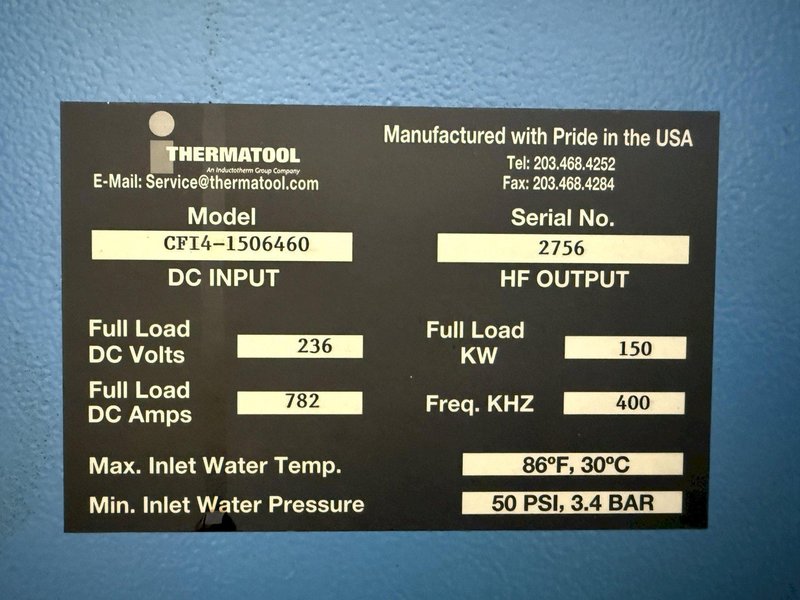 THERMATOOL
An Inductotherm Group Company
E-Mail: Service@thermatool.com
Manufactured with Pride in the USA
Tel: 203.468.4252
Fax: 203.468.4284
Model
CFI4-1506460
DC INPUT
Serial No.
2756
HF OUTPUT
Full Load
DC Volts
236
Full Load
KW
150
Full Load
DC Amps
782
Freq. KHZ
400
Max. Inlet Water Temp.
86ºF, 30ºC
Min. Inlet Water Pressure
50 PSI, 3.4 BAR